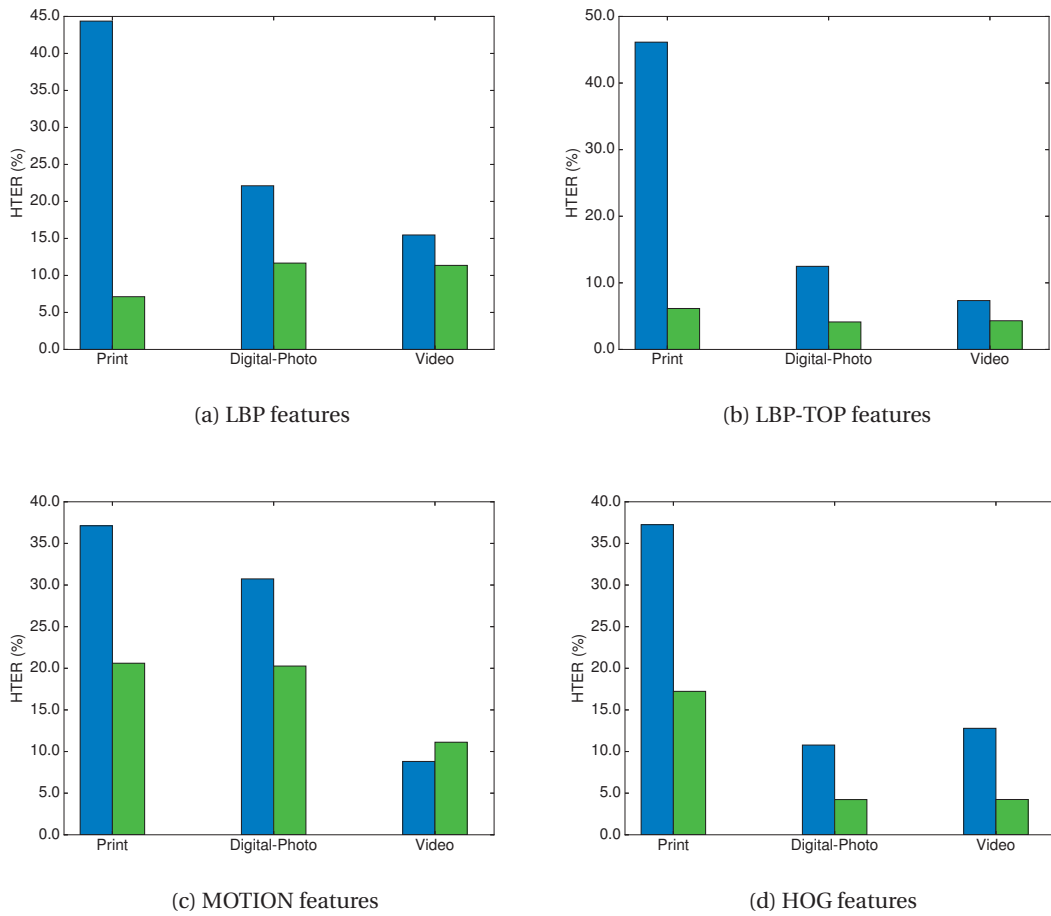 45.0
40.0
35.0
30.0
25.0
20.0
15.0
10.0
5.0
0.0
HTER (%)
Print Digital-Photo Video
(a) LBP features
50.0
40.0
30.0
20.0
10.0
0.0
HTER (%)
Print Digital-Photo Video
(b) LBP-TOP features
40.0
35.0
30.0
25.0
20.0
15.0
10.0
5.0
0.0
HTER (%)
Print Digital-Photo Video
(c) MOTION features
40.0
35.0
30.0
25.0
20.0
15.0
10.0
5.0
0.0
HTER (%)
Print Digital-Photo Video
(d) HOG features